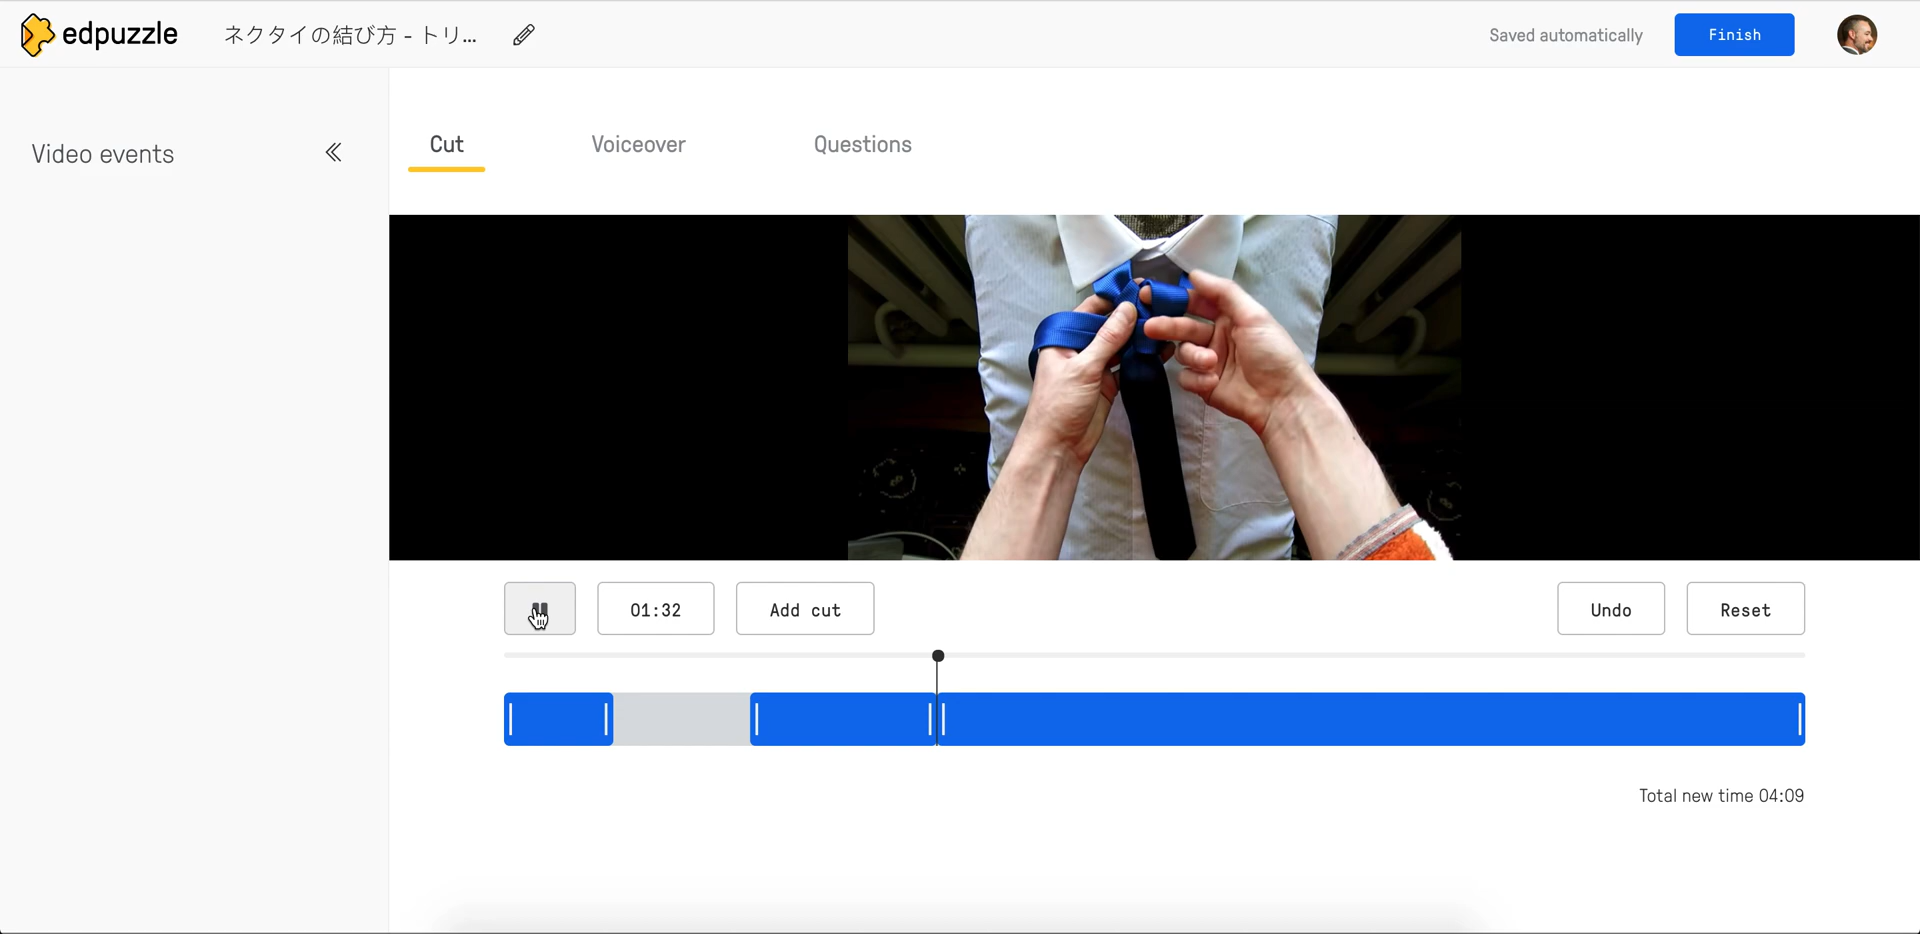 edpuzzle
ネクタイの結び方 - トリ...
Saved automatically
Finish
Video events
Cut
Voiceover
Questions
01:32
Add cut
Undo
Reset
Total new time 04:09